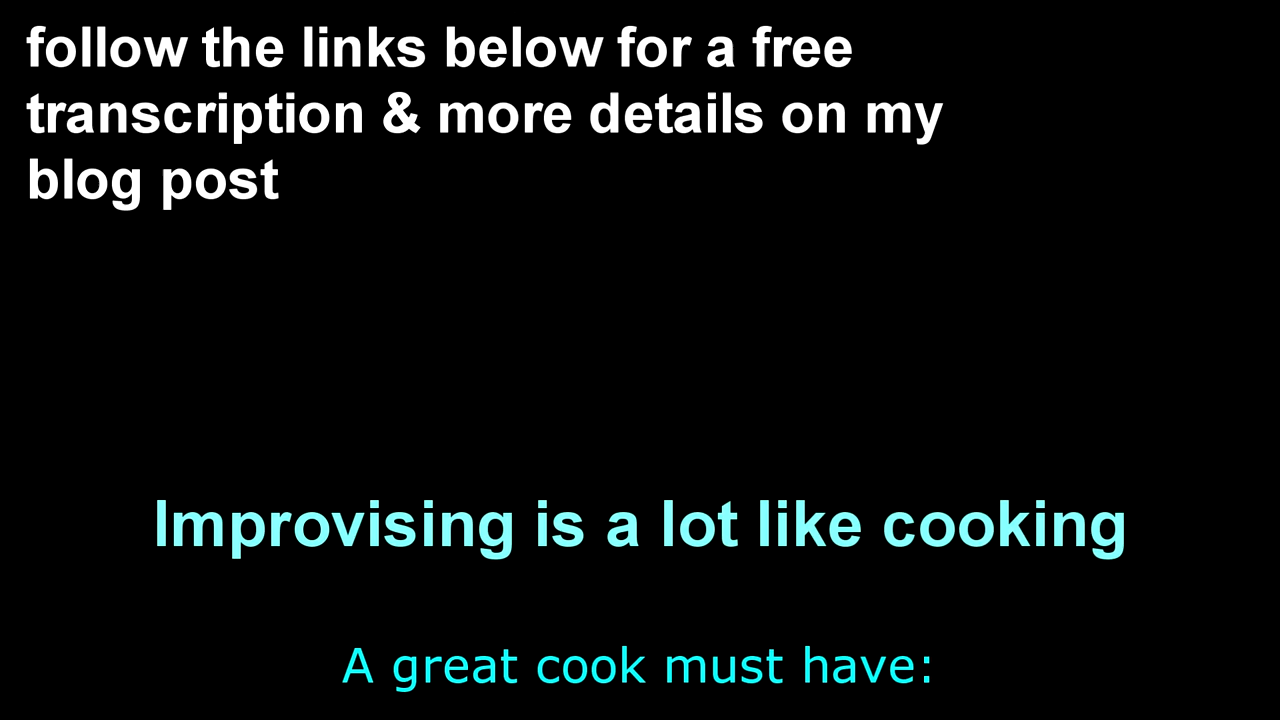 follow the links below for a free
transcription & more details on my
blog post
Improvising is a lot like cooking
A great cook must have: